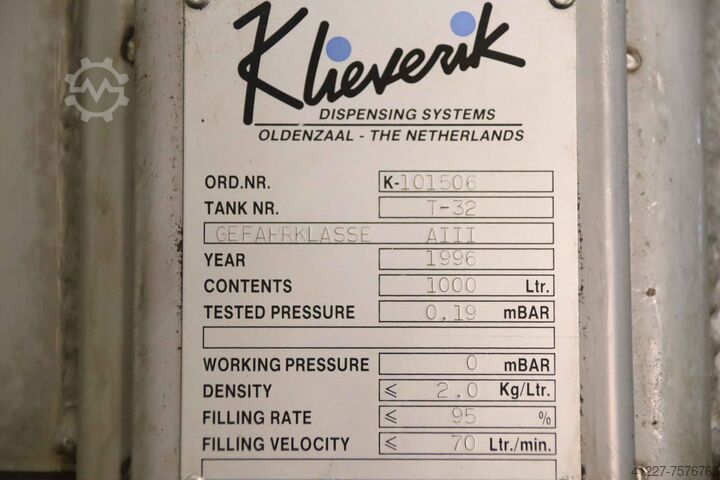 Klieverik
DISPENSING SYSTEMS
OLDENZAAL - THE NETHERLANDS
ORD.NR. K-101506
TANK NR. T-32
GEFAHRKLASSE AIII
YEAR 1996
CONTENTS 1000 Ltr.
TESTED PRESSURE 0.19 mBAR
WORKING PRESSURE 0 mBAR
DENSITY ≤ 2.0 Kg/Ltr.
FILLING RATE ≤ 95 %
FILLING VELOCITY ≤ 70 Ltr./min.